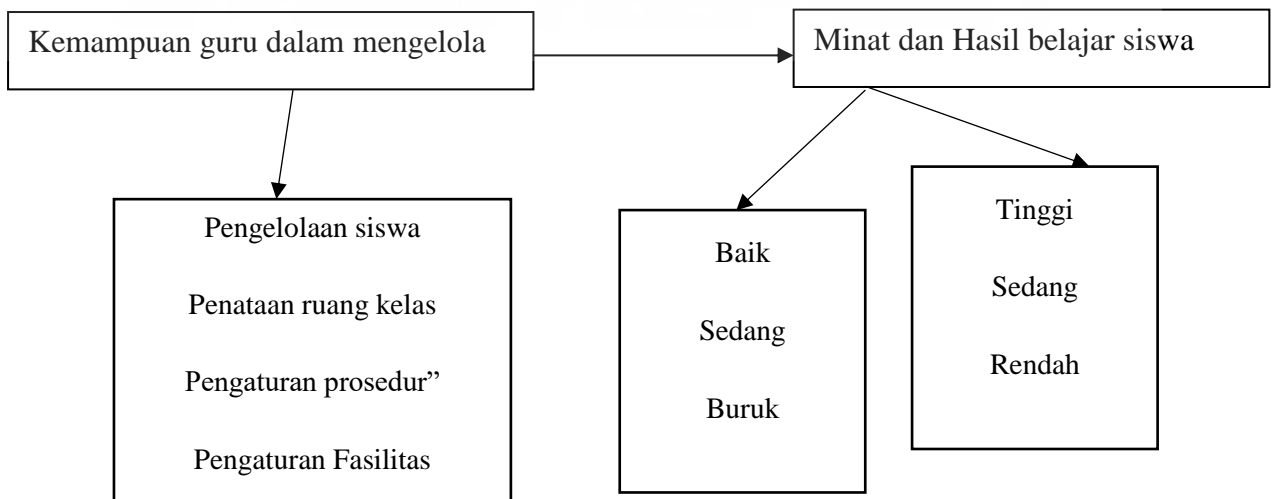 Kemampuan guru dalam mengelola
Minat dan Hasil belajar siswa
Pengelolaan siswa
Penataan ruang kelas
Pengaturan prosedur”
Pengaturan Fasilitas
Baik
Sedang
Buruk
Tinggi
Sedang
Rendah